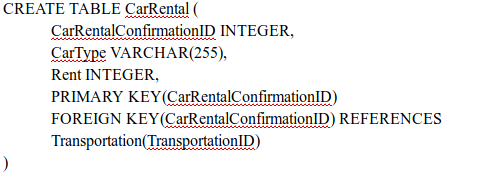 CREATE TABLE CarRental (
CarRentalConfirmationID INTEGER,
CarType VARCHAR(255),
Rent INTEGER,
PRIMARY KEY(CarRentalConfirmationID)
FOREIGN KEY(CarRentalConfirmationID) REFERENCES
Transportation(TransportationID)
)